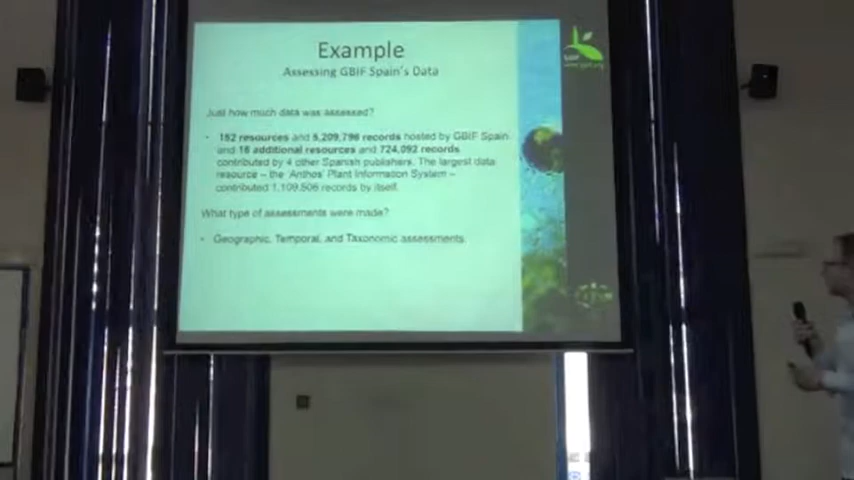 Example
Assessing GBIF Spain's Data
Just how much data was assessed?
• 152 resources and 5,209,796 records hosted by GBIF Spain
and 16 additional resources and 724,092 records
contributed by 4 other Spanish publishers. The largest data
resource – the 'Anthos' Plant Information System –
contributed 1,109,506 records by itself.
What type of assessments were made?
• Geographic, Temporal, and Taxonomic assessments.